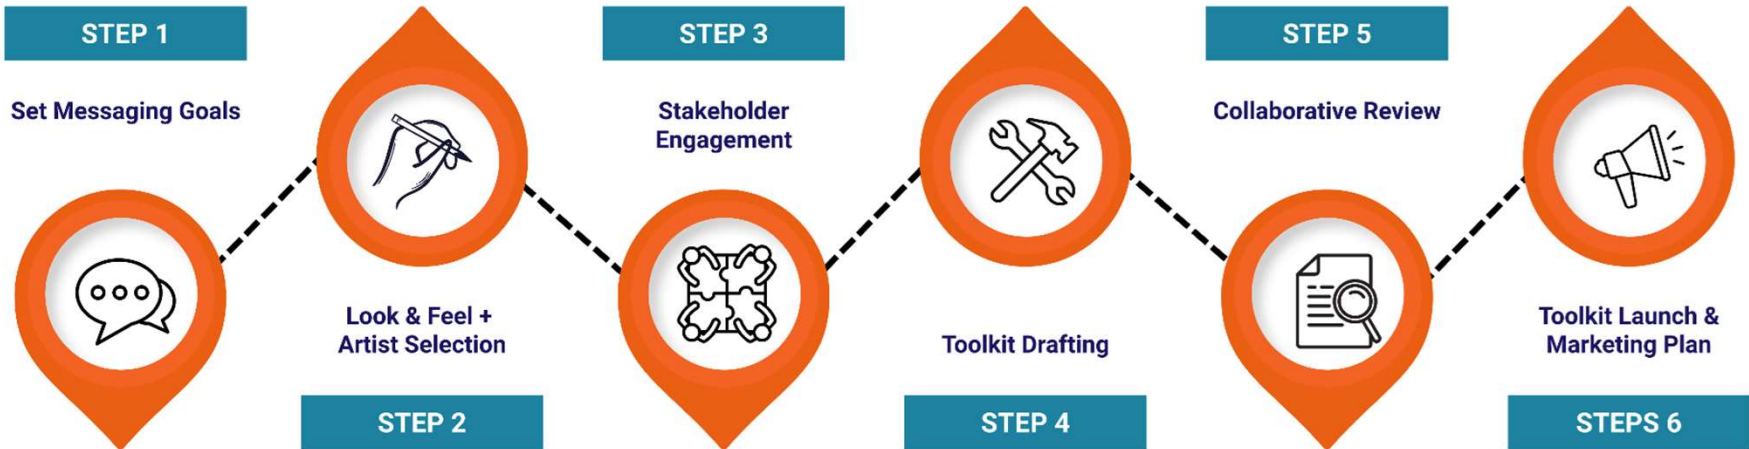 STEP 1
Set Messaging Goals
Look & Feel +
Artist Selection
STEP 2
STEP 3
Stakeholder
Engagement
Toolkit Drafting
STEP 4
STEP 5
Collaborative Review
Toolkit Launch &
Marketing Plan
STEPS 6